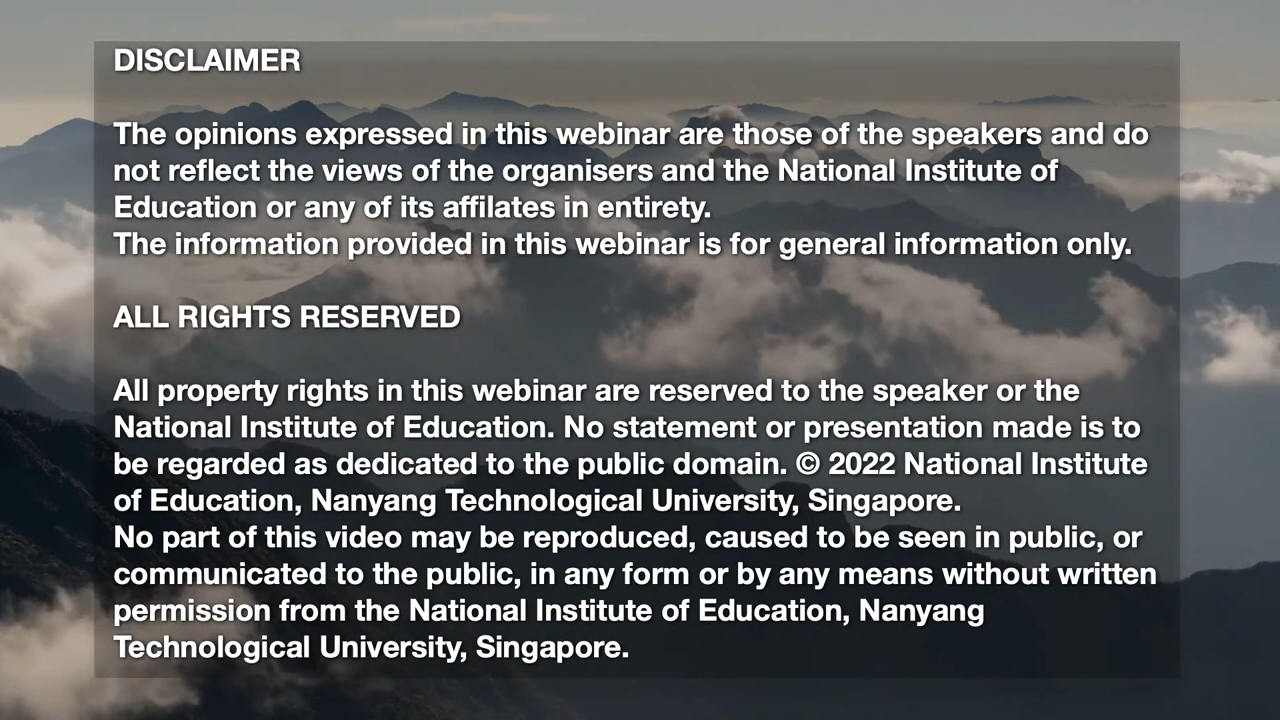 DISCLAIMER
The opinions expressed in this webinar are those of the speakers and do
not reflect the views of the organisers and the National Institute of
Education or any of its affilates in entirety.
The information provided in this webinar is for general information only.
ALL RIGHTS RESERVED
All property rights in this webinar are reserved to the speaker or the
National Institute of Education. No statement or presentation made is to
be regarded as dedicated to the public domain. © 2022 National Institute
of Education, Nanyang Technological University, Singapore.
No part of this video may be reproduced, caused to be seen in public, or
communicated to the public, in any form or by any means without written
permission from the National Institute of Education, Nanyang
Technological University, Singapore.